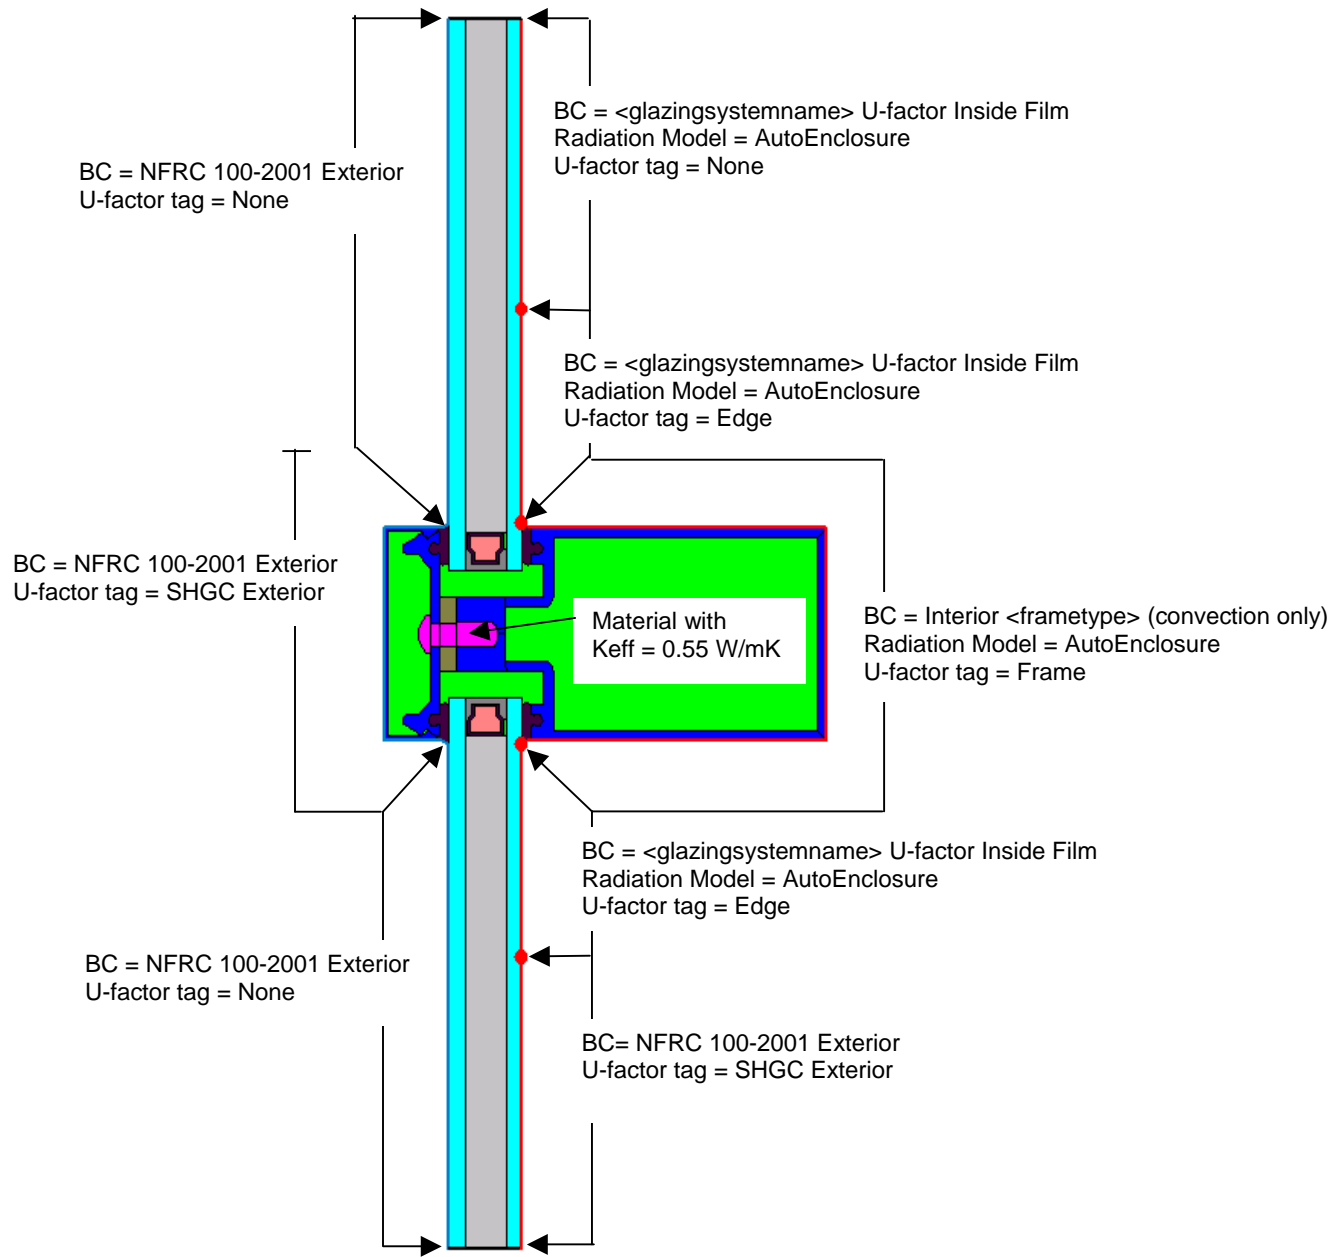 BC = <glazingsystemname> U-factor Inside Film
Radiation Model = AutoEnclosure
U-factor tag = None
BC = NFRC 100-2001 Exterior
U-factor tag = None
BC = <glazingsystemname> U-factor Inside Film
Radiation Model = AutoEnclosure
U-factor tag = Edge
BC = NFRC 100-2001 Exterior
U-factor tag = SHGC Exterior
Material with
Keff = 0.55 W/mK
BC = Interior <frametype> (convection only)
Radiation Model = AutoEnclosure
U-factor tag = Frame
BC = <glazingsystemname> U-factor Inside Film
Radiation Model = AutoEnclosure
U-factor tag = Edge
BC = NFRC 100-2001 Exterior
U-factor tag = None
BC= NFRC 100-2001 Exterior
U-factor tag = SHGC Exterior